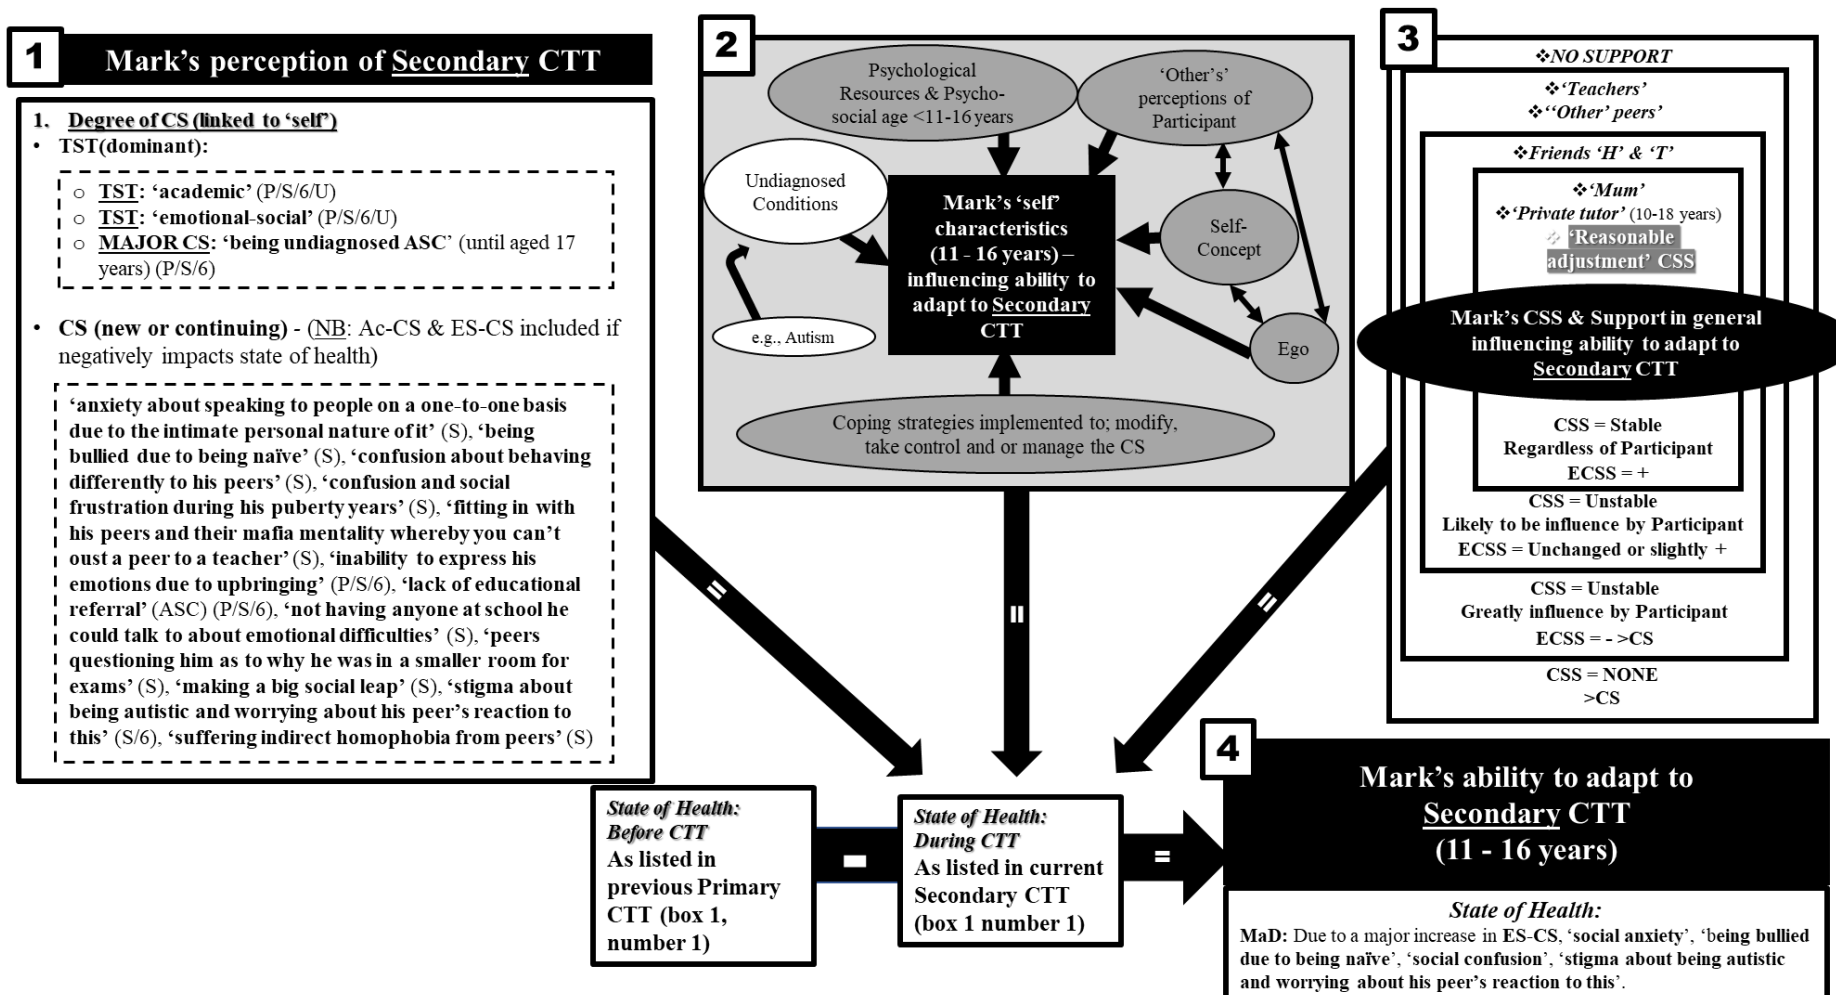 1
Mark's perception of Secondary CTT
1. Degree of CS (linked to 'self')
• TST(dominant):
o TST: 'academic' (P/S/6/U)
o TST: 'emotional-social' (P/S/6/U)
o MAJOR CS: 'being undiagnosed ASC' (until aged 17
years) (P/S/6)
• CS (new or continuing) - (NB: Ac-CS & ES-CS included if
negatively impacts state of health)
'anxiety about speaking to people on a one-to-one basis
due to the intimate personal nature of it' (S), 'being
bullied due to being naïve' (S), 'confusion about behaving
differently to his peers' (S), 'confusion and social
frustration during his puberty years' (S), 'fitting in with
his peers and their mafia mentality whereby you can't
oust a peer to a teacher' (S), 'inability to express his
emotions due to upbringing' (P/S/6), 'lack of educational
referral' (ASC) (P/S/6), 'not having anyone at school he
could talk to about emotional difficulties' (S), 'peers
questioning him as to why he was in a smaller room for
exams' (S), 'making a big social leap' (S), 'stigma about
being autistic and worrying about his peer's reaction to
this' (S/6), 'suffering indirect homophobia from peers' (S)
2
Psychological
Resources & Psycho-
social age <11-16 years
'Other's'
perceptions of
Participant
Undiagnosed
Conditions
e.g., Autism
Mark's 'self'
characteristics
(11 - 16 years) –
influencing ability to
adapt to Secondary
CTT
Self-
Concept
Ego
Coping strategies implemented to; modify,
take control and or manage the CS
3
❖NO SUPPORT
❖'Teachers'
❖''Other' peers'
❖Friends 'H' & 'T'
❖'Mum'
❖'Private tutor' (10-18 years)
❖ 'Reasonable
adjustment' CSS
Mark's CSS & Support in general
influencing ability to adapt to
Secondary CTT
CSS = Stable
Regardless of Participant
ECSS = +
CSS = Unstable
Likely to be influence by Participant
ECSS = Unchanged or slightly +
CSS = Unstable
Greatly influence by Participant
ECSS = - >CS
CSS = NONE
>CS
=
=
=
State of Health:
Before CTT
As listed in
previous Primary
CTT (box 1,
number 1)
-
State of Health:
During CTT
As listed in current
Secondary CTT
(box 1 number 1)
=
4
Mark's ability to adapt to
Secondary CTT
(11 - 16 years)
State of Health:
MaD: Due to a major increase in ES-CS, 'social anxiety', 'being bullied
due to being naïve', 'social confusion', 'stigma about being autistic
and worrying about his peer's reaction to this'.